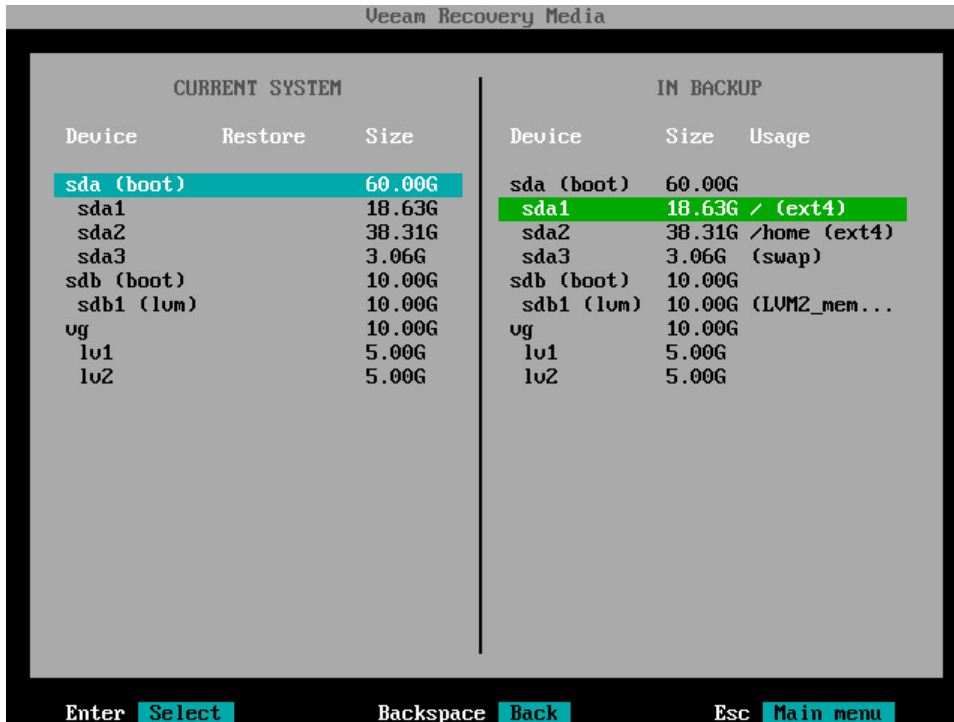 Veeam Recovery Media
CURRENT SYSTEM
Device Restore Size
sda (boot) 60.00G
sda1 18.63G
sda2 38.31G
sda3 3.06G
sdb (boot) 10.00G
sdb1 (lvm) 10.00G
vg 10.00G
lv1 5.00G
lv2 5.00G
IN BACKUP
Device Size Usage
sda (boot) 60.00G
sda1 18.63G / (ext4)
sda2 38.31G /home (ext4)
sda3 3.06G (swap)
sdb (boot) 10.00G
sdb1 (lvm) 10.00G (LVM2_mem...
vg 10.00G
lv1 5.00G
lv2 5.00G
Enter Select Backspace Back Esc Main menu